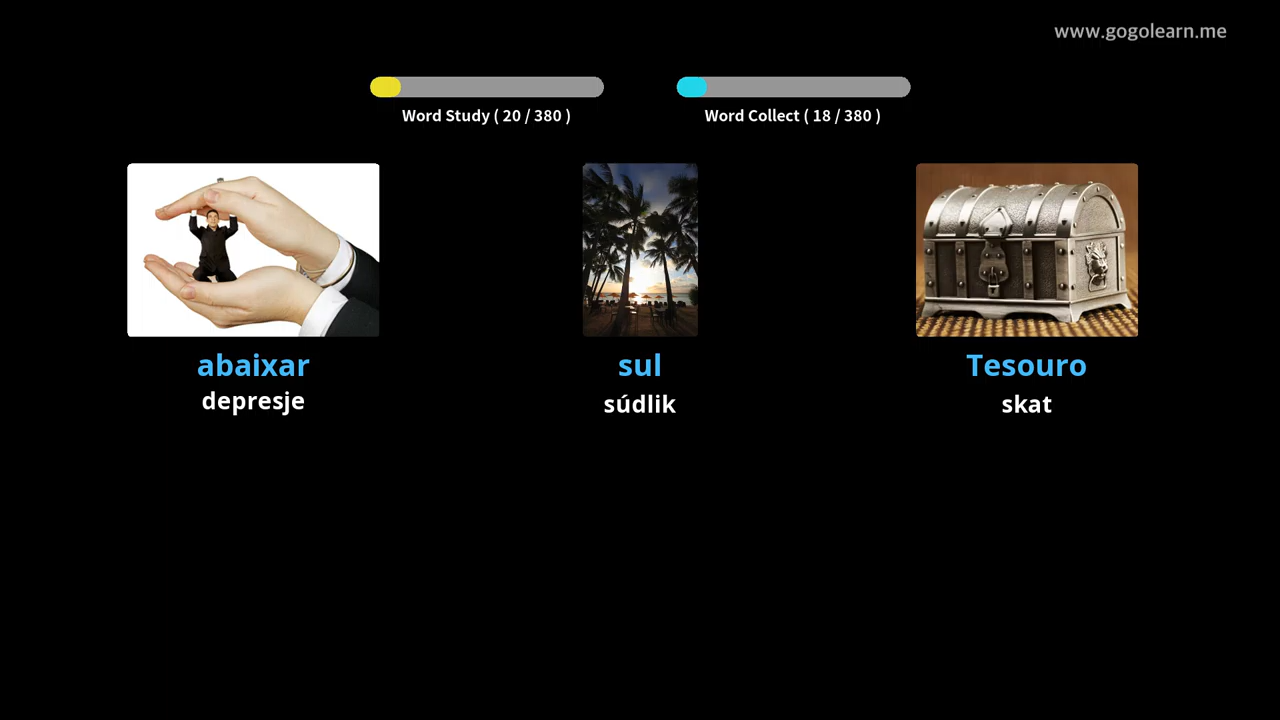 www.gogolearn.me
Word Study ( 20 / 380 )
Word Collect ( 18 / 380 )
abaixar
depresje
sul
súdlik
Tesouro
skat